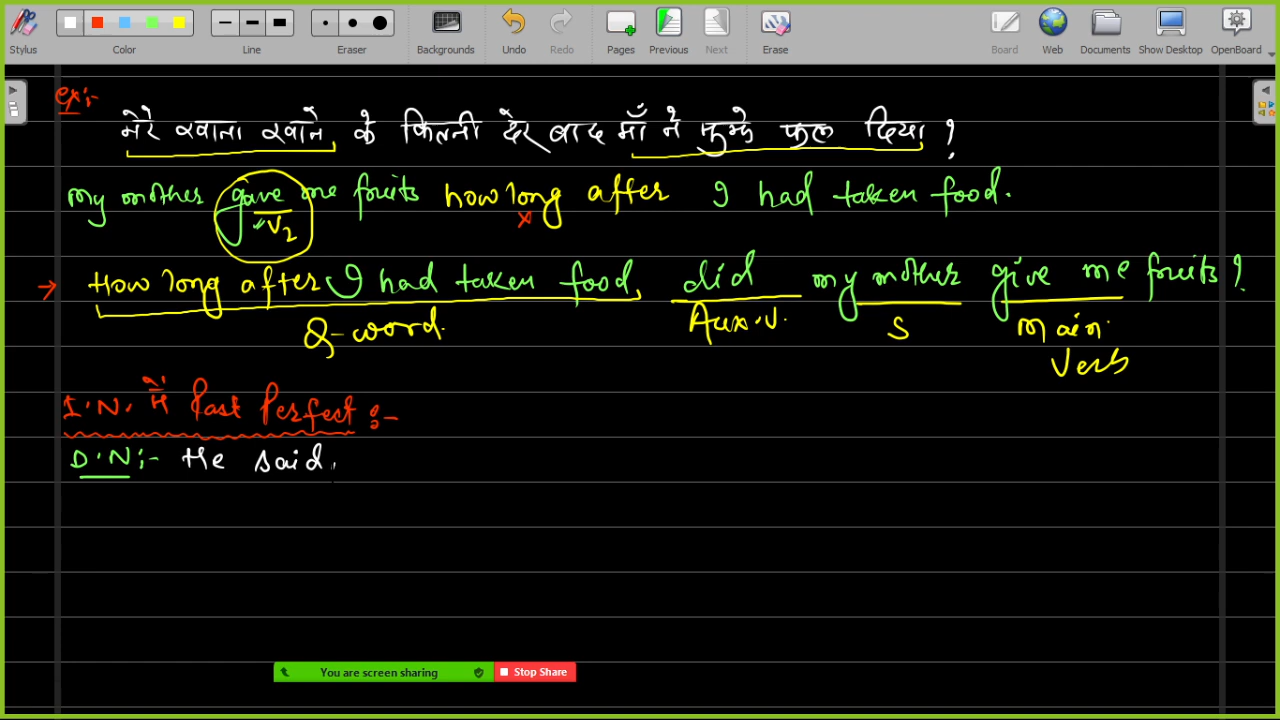 Stylus Color Line Eraser Backgrounds Undo Redo Pages Previous Next Erase Board Web Documents Show Desktop OpenBoard
ex:-
मेरे खाना खाने के कितनी देर बाद माँ ने मुझे फल दिया ?
my mother gave me fruits how long after I had taken food.
V2 x
→ How long after I had taken food, did my mother give me fruits ?
Q-word. Aux.V. S main Verb
I.N. में Past Perfect :-
D.N:- He said,
You are screen sharing Stop Share